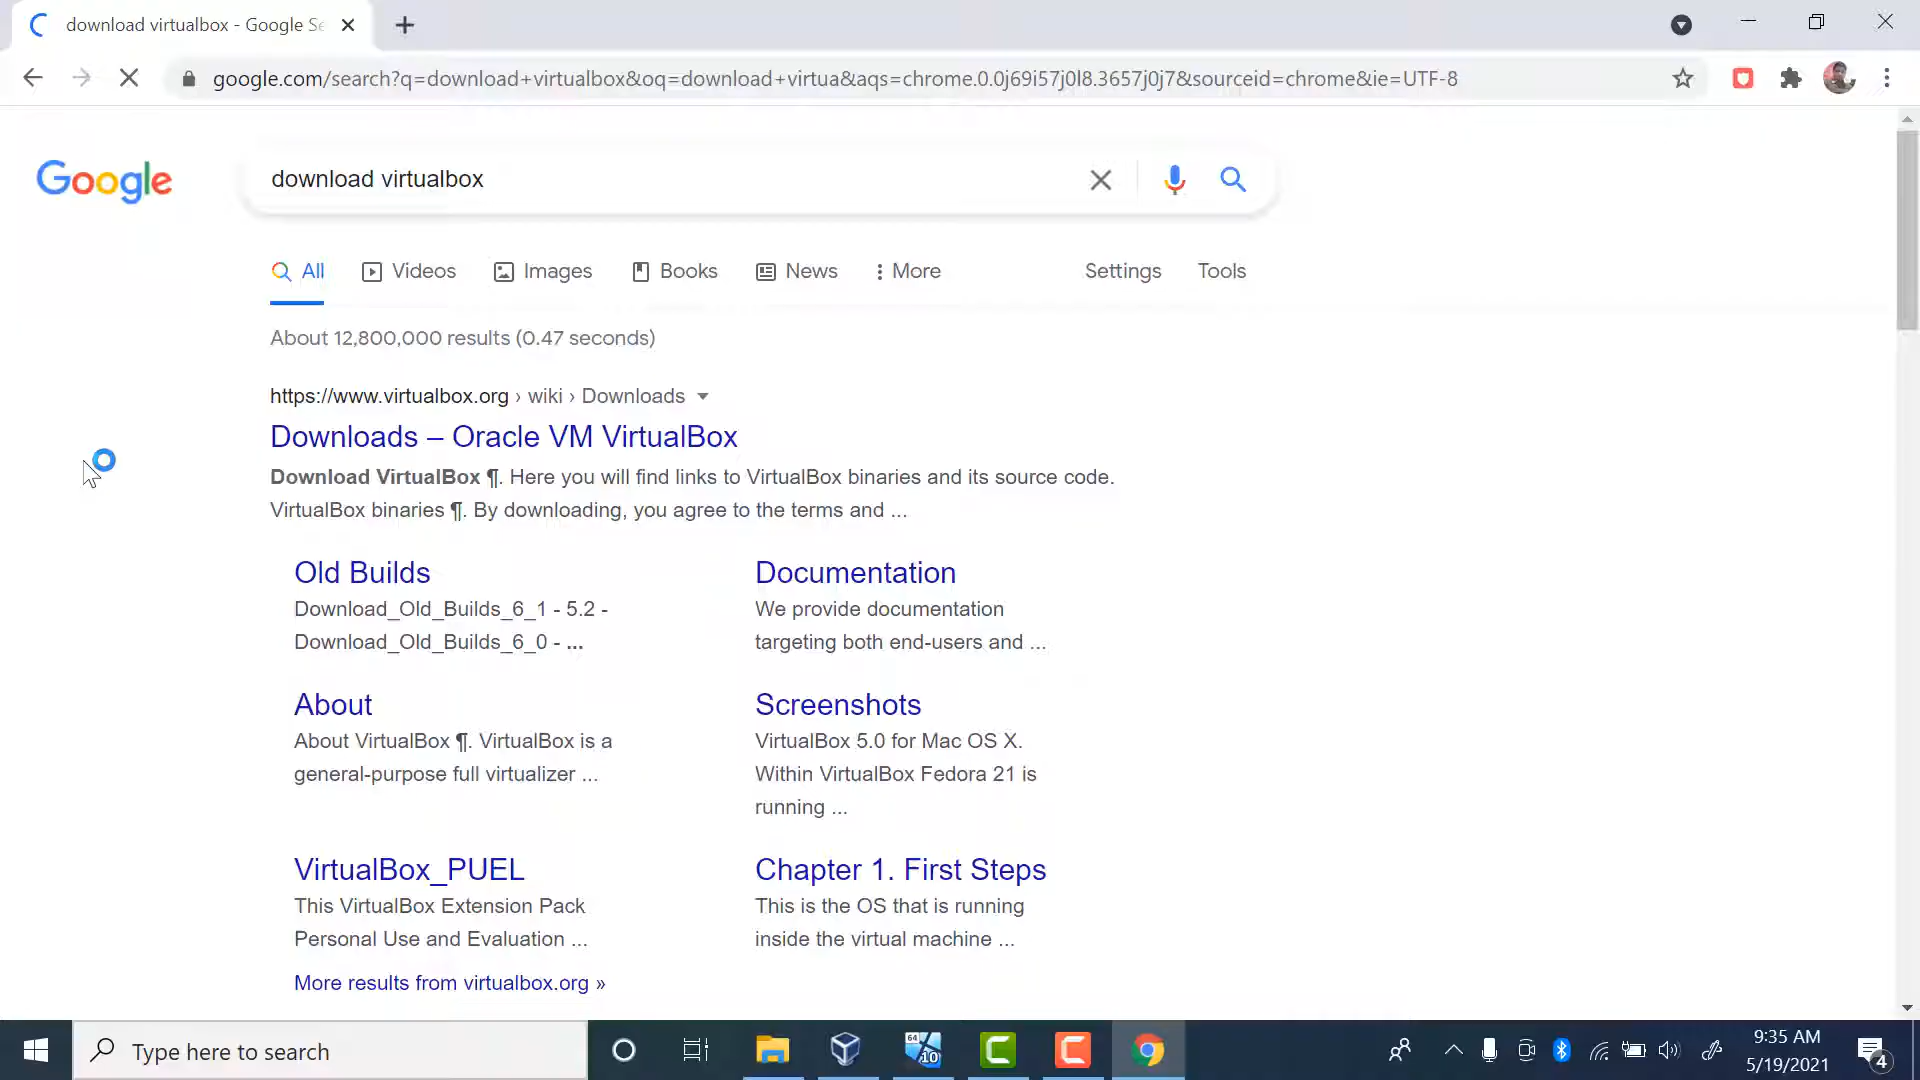 download virtualbox - Google Se
google.com/search?q=download+virtualbox&oq=download+virtua&aqs=chrome.0.0j69i57j0l8.3657j0j7&sourceid=chrome&ie=UTF-8
Google
download virtualbox
All Videos Images Books News More Settings Tools
About 12,800,000 results (0.47 seconds)
https://www.virtualbox.org › wiki › Downloads
Downloads – Oracle VM VirtualBox
Download VirtualBox ¶. Here you will find links to VirtualBox binaries and its source code.
VirtualBox binaries ¶. By downloading, you agree to the terms and ...
Old Builds
Download_Old_Builds_6_1 - 5.2 -
Download_Old_Builds_6_0 - ...
Documentation
We provide documentation
targeting both end-users and ...
About
About VirtualBox ¶. VirtualBox is a
general-purpose full virtualizer ...
Screenshots
VirtualBox 5.0 for Mac OS X.
Within VirtualBox Fedora 21 is
running ...
VirtualBox_PUEL
This VirtualBox Extension Pack
Personal Use and Evaluation ...
Chapter 1. First Steps
This is the OS that is running
inside the virtual machine ...
More results from virtualbox.org »
Type here to search
64
10
9:35 AM
5/19/2021
4